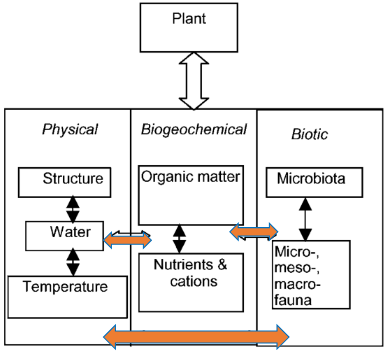 Plant
Physical
Biogeochemical
Biotic
Structure
Water
Temperature
Organic matter
Nutrients &
cations
Microbiota
Micro-,
meso-,
macro-
fauna